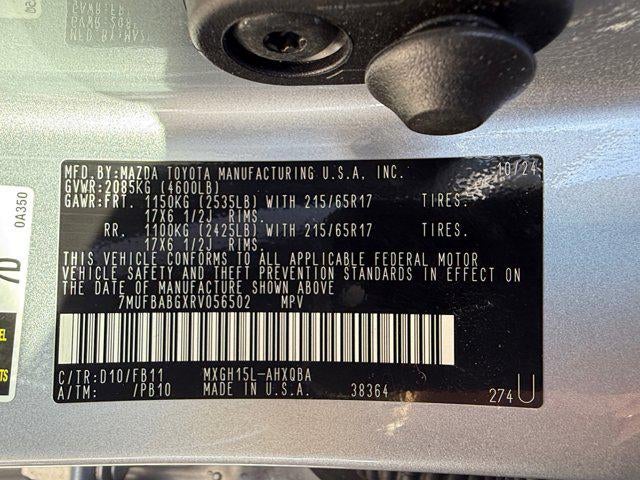 MFD.BY:MAZDA TOYOTA MANUFACTURING U.S.A. INC. 10/24
GVWR:2085KG (4600LB)
GAWR:FRT. 1150KG (2535LB) WITH 215/65R17 TIRES.
17X6 1/2J RIMS.
RR. 1100KG (2425LB) WITH 215/65R17 TIRES.
17X6 1/2J RIMS.
THIS VEHICLE CONFORMS TO ALL APPLICABLE FEDERAL MOTOR
VEHICLE SAFETY AND THEFT PREVENTION STANDARDS IN EFFECT ON
THE DATE OF MANUFACTURE SHOWN ABOVE
7MUFBABGXRV056502 MPV
C/TR:D10/FB11 MXGH15L-AHXQBA
A/TM: /PB10 MADE IN U.S.A. 38364 274U
0A350